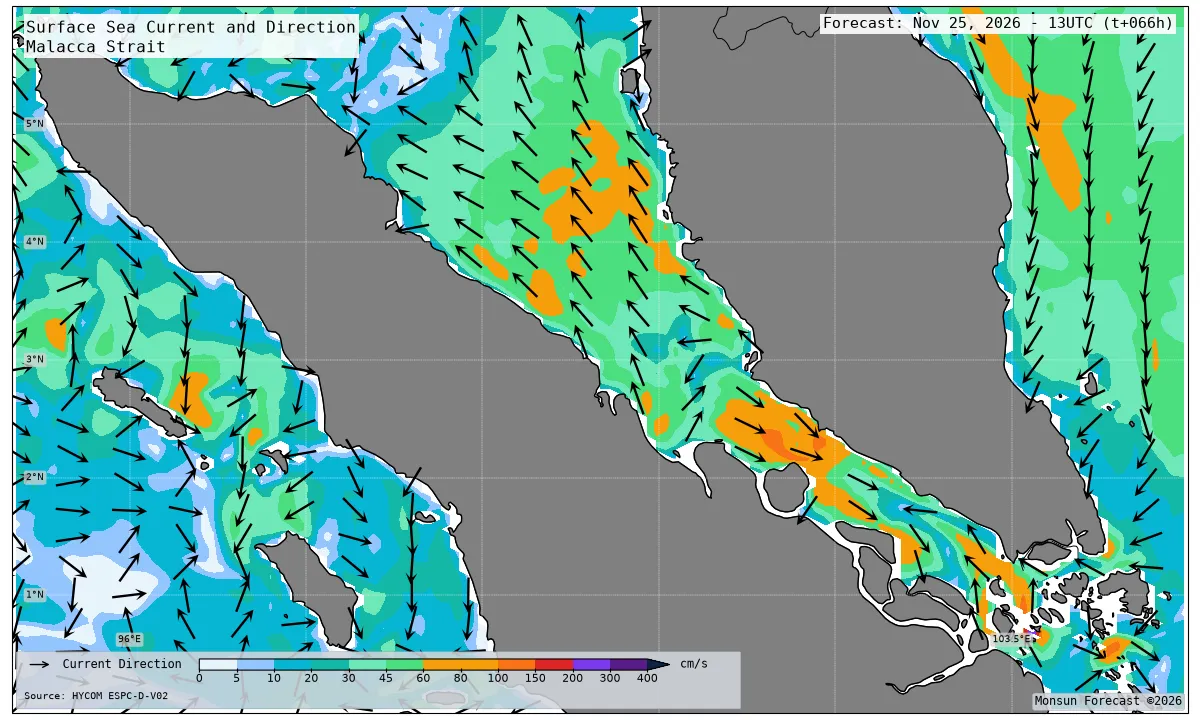 Surface Sea Current and Direction
Malacca Strait
Forecast: Nov 25, 2026 - 13UTC (t+066h)
5°N
4°N
3°N
2°N
1°N
96°E
103.5°E
Current Direction
0 5 10 20 30 45 60 80 100 150 200 300 400
cm/s
Source: HYCOM ESPC-D-V02
Monsun Forecast ©2026